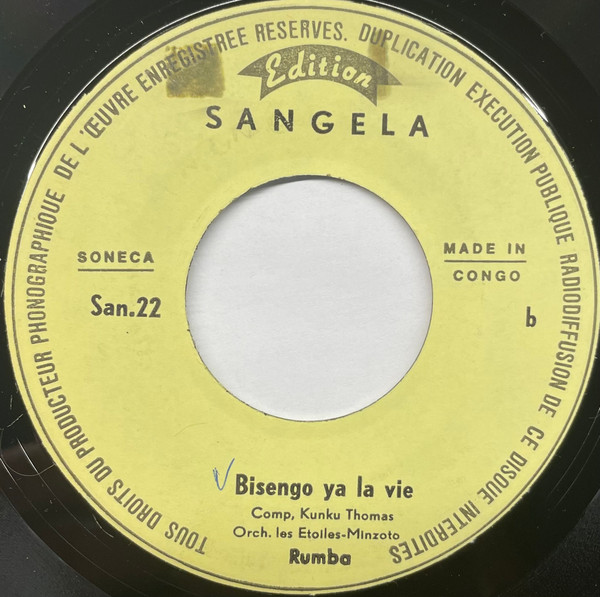 TOUS DROITS DU PRODUCTEUR PHONOGRAPHIQUE DE L'ŒUVRE ENREGISTREE RESERVES. DUPLICATION EXECUTION PUBLIQUE RADIODIFFUSION DE CE DISQUE INTERDITES
Edition
SANGELA
SONECA
San.22
MADE IN
CONGO
b
Bisengo ya la vie
Comp, Kunku Thomas
Orch. les Etoiles-Minzoto
Rumba